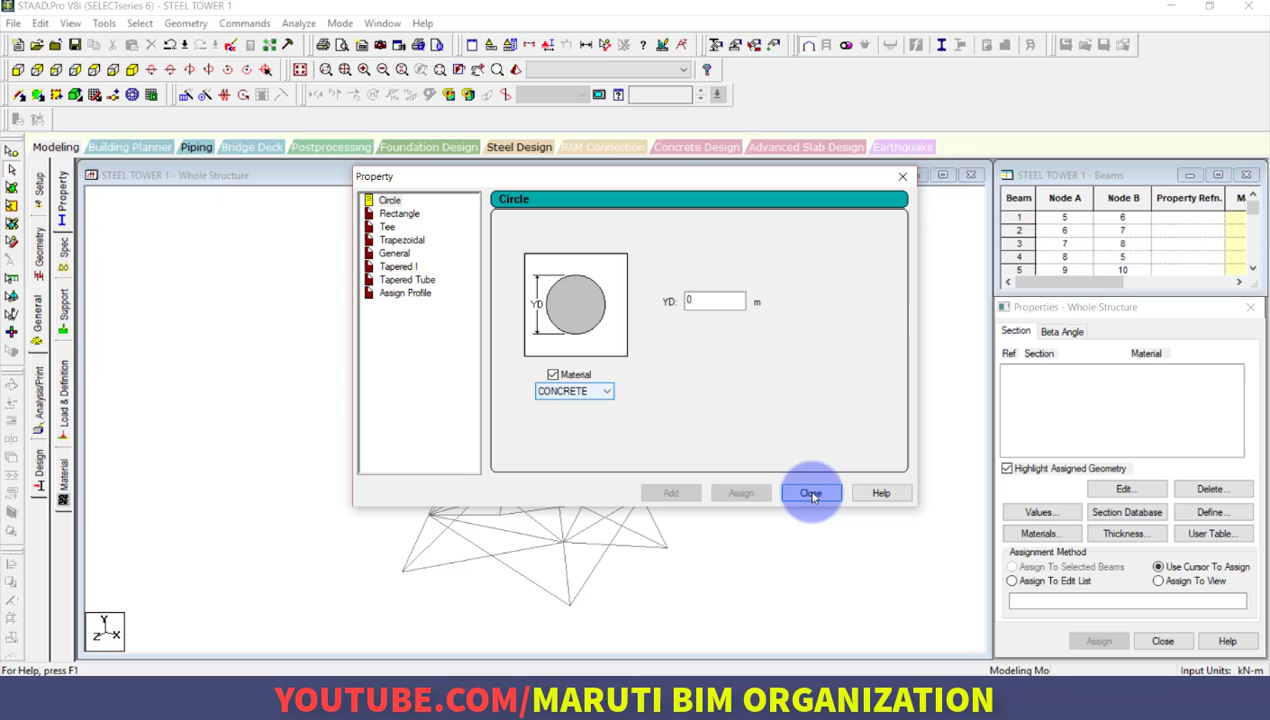 STAAD.Pro V8i (SELECTseries 6) - STEEL TOWER 1
File Edit View Tools Select Geometry Commands Analyze Mode Window Help
Modeling Building Planner Piping Bridge Deck Postprocessing Foundation Design Steel Design RAM Connection Concrete Design Advanced Slab Design Earthquake
STEEL TOWER 1 - Whole Structure
Setup
Geometry
General
Analysis/Print
Design
Property
Spec
Support
Load & Definition
Material
Property
Circle
Rectangle
Tee
Trapezoidal
General
Tapered I
Tapered Tube
Assign Profile
Circle
YD
YD: 0 m
Material
CONCRETE
Add Assign Close Help
Y
Z X
STEEL TOWER 1 - Beams
Beam Node A Node B Property Refn.
1 5 6
2 6 7
3 7 8
4 8 5
5 9 10
Properties - Whole Structure
Section Beta Angle
Ref Section Material
Highlight Assigned Geometry
Edit... Delete...
Values... Section Database Define...
Materials... Thickness... User Table...
Assignment Method
Assign To Selected Beams Use Cursor To Assign
Assign To Edit List Assign To View
Assign Close Help
For Help, press F1
Modeling Mo Input Units: kN-m
YOUTUBE.COM/MARUTI BIM ORGANIZATION